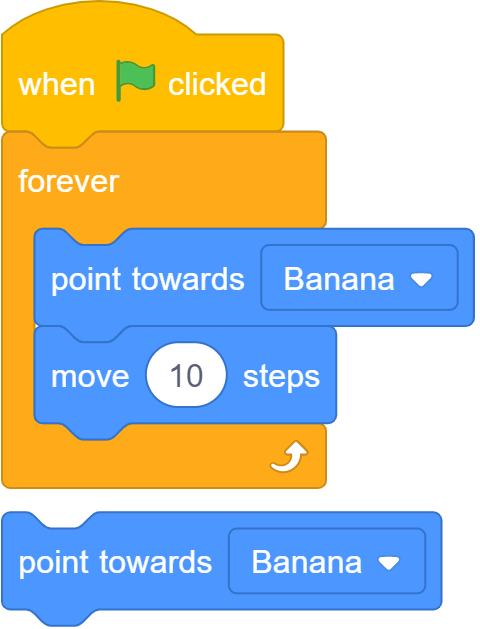 when clicked
forever
point towards Banana
move 10 steps
point towards Banana